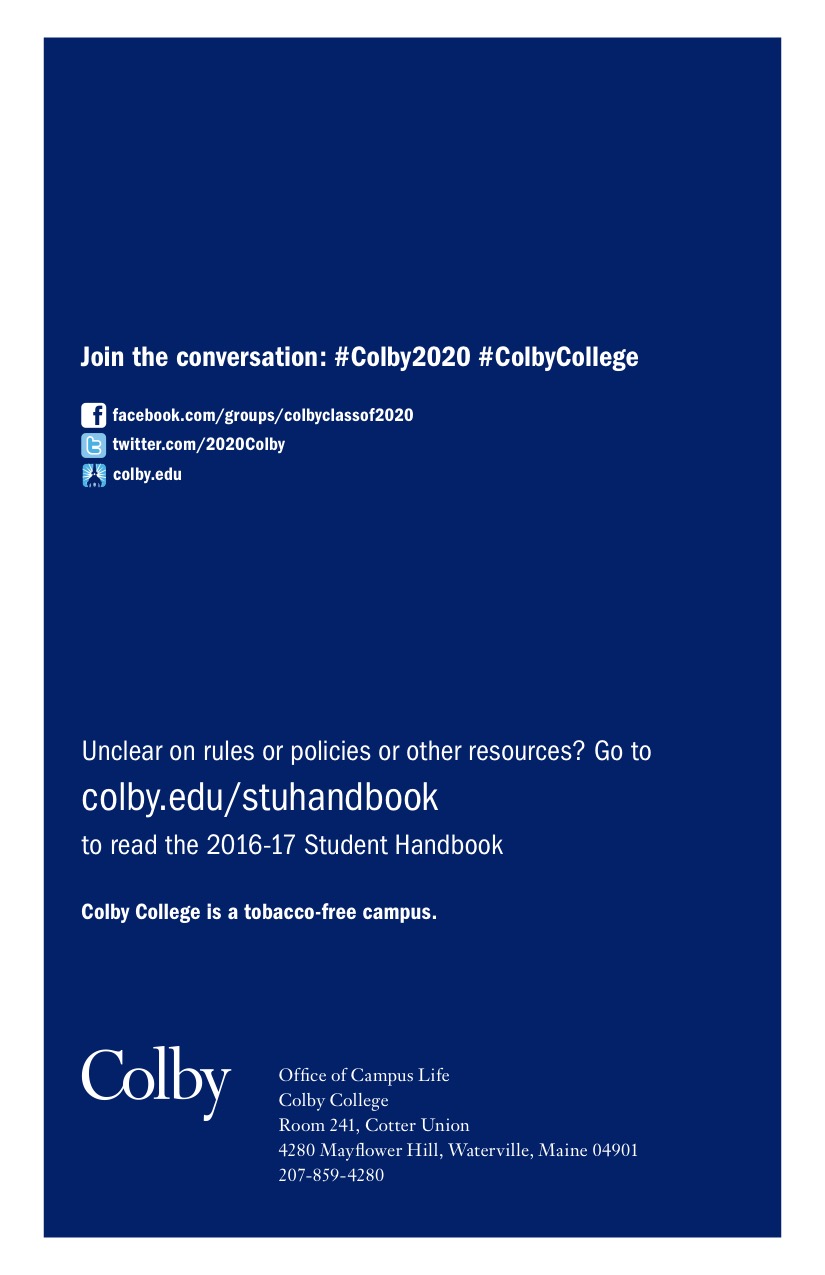 Join the conversation: #Colby2020 #ColbyCollege
facebook.com/groups/colbyclassof2020
twitter.com/2020Colby
colby.edu
Unclear on rules or policies or other resources? Go to
colby.edu/stuhandbook
to read the 2016-17 Student Handbook
Colby College is a tobacco-free campus.
Colby
Office of Campus Life
Colby College
Room 241, Cotter Union
4280 Mayflower Hill, Waterville, Maine 04901
207-859-4280